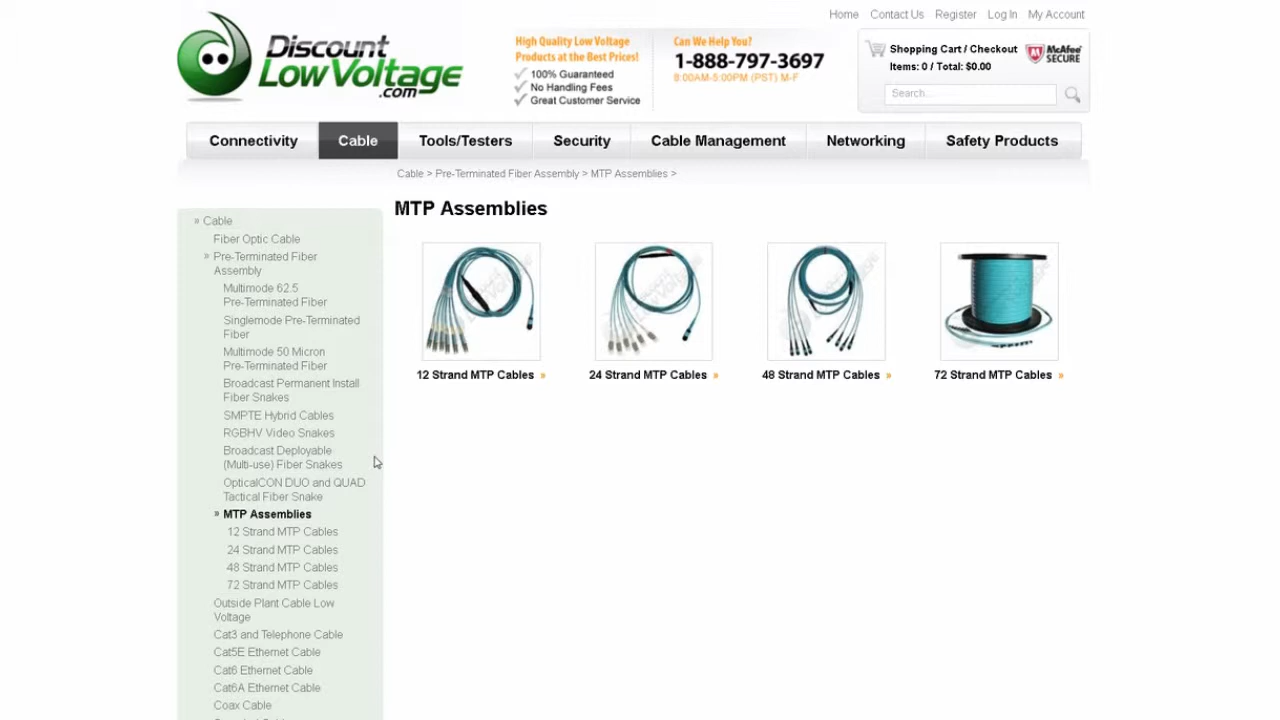 Home Contact Us Register Log In My Account
Discount
LowVoltage
.com
High Quality Low Voltage
Products at the Best Prices!
100% Guaranteed
No Handling Fees
Great Customer Service
Can We Help You?
1-888-797-3697
8:00AM-5:00PM (PST) M-F
Shopping Cart / Checkout
Items: 0 / Total: $0.00
McAfee
SECURE
Search...
Connectivity Cable Tools/Testers Security Cable Management Networking Safety Products
Cable > Pre-Terminated Fiber Assembly > MTP Assemblies >
» Cable
Fiber Optic Cable
» Pre-Terminated Fiber
Assembly
Multimode 62.5
Pre-Terminated Fiber
Singlemode Pre-Terminated
Fiber
Multimode 50 Micron
Pre-Terminated Fiber
Broadcast Permanent Install
Fiber Snakes
SMPTE Hybrid Cables
RGBHV Video Snakes
Broadcast Deployable
(Multi-use) Fiber Snakes
OpticalCON DUO and QUAD
Tactical Fiber Snake
» MTP Assemblies
12 Strand MTP Cables
24 Strand MTP Cables
48 Strand MTP Cables
72 Strand MTP Cables
Outside Plant Cable Low
Voltage
Cat3 and Telephone Cable
Cat5E Ethernet Cable
Cat6 Ethernet Cable
Cat6A Ethernet Cable
Coax Cable
MTP Assemblies
12 Strand MTP Cables »
24 Strand MTP Cables »
48 Strand MTP Cables »
72 Strand MTP Cables »